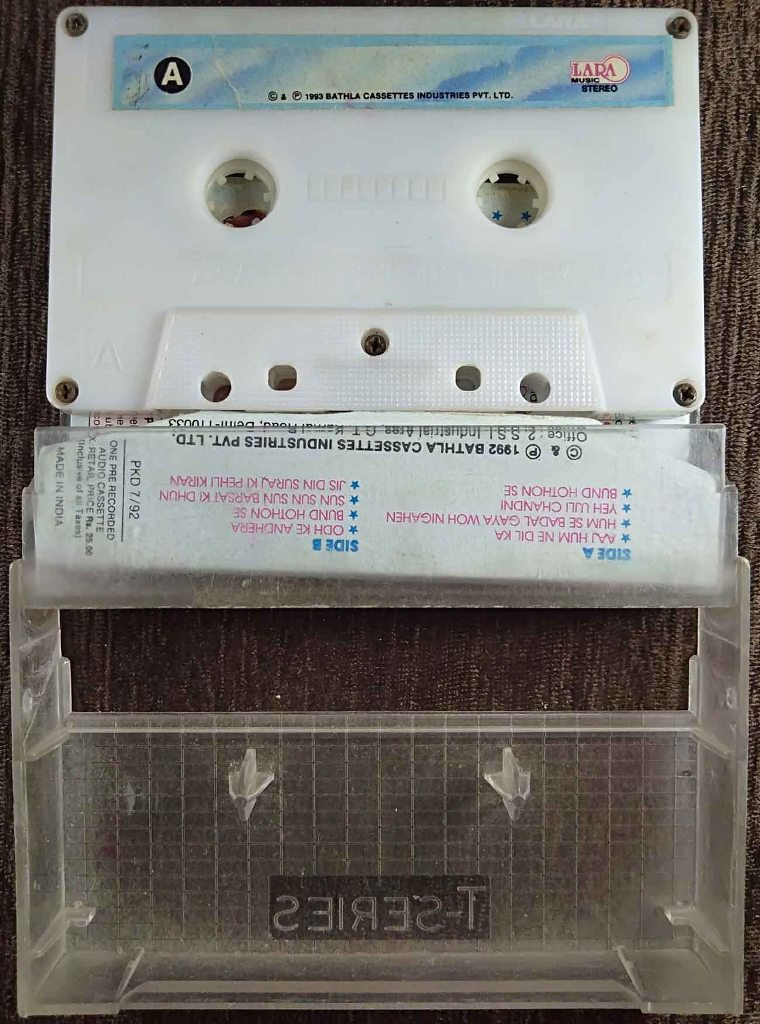 A
LARA
MUSIC
STEREO
© & ℗ 1993 BATHLA CASSETTES INDUSTRIES PVT. LTD.
A
SIDE A
★ AAJ HUM NE DIL KA
★ HUM SE BADAL GAYA WOH NIGAHEN
★ YEH UJLI CHANDNI
★ BUND HOTHON SE
SIDE B
★ ODH KE ANDHERA
★ BUND HOTHON SE
★ SUN SUN SUN BARSAT KI DHUN
★ JIS DIN SURAJ KI PEHLI KIRAN
© & ℗ 1992 BATHLA CASSETTES INDUSTRIES PVT. LTD.
Office : 2 S.S.I. Industrial Area, G.T. Karnal Road, Delhi-110033
PKD 7/92
ONE PRE RECORDED
AUDIO CASSETTE
RETAIL PRICE Rs. 25.00
(Inclusive of all Taxes)
MADE IN INDIA
T-SERIES